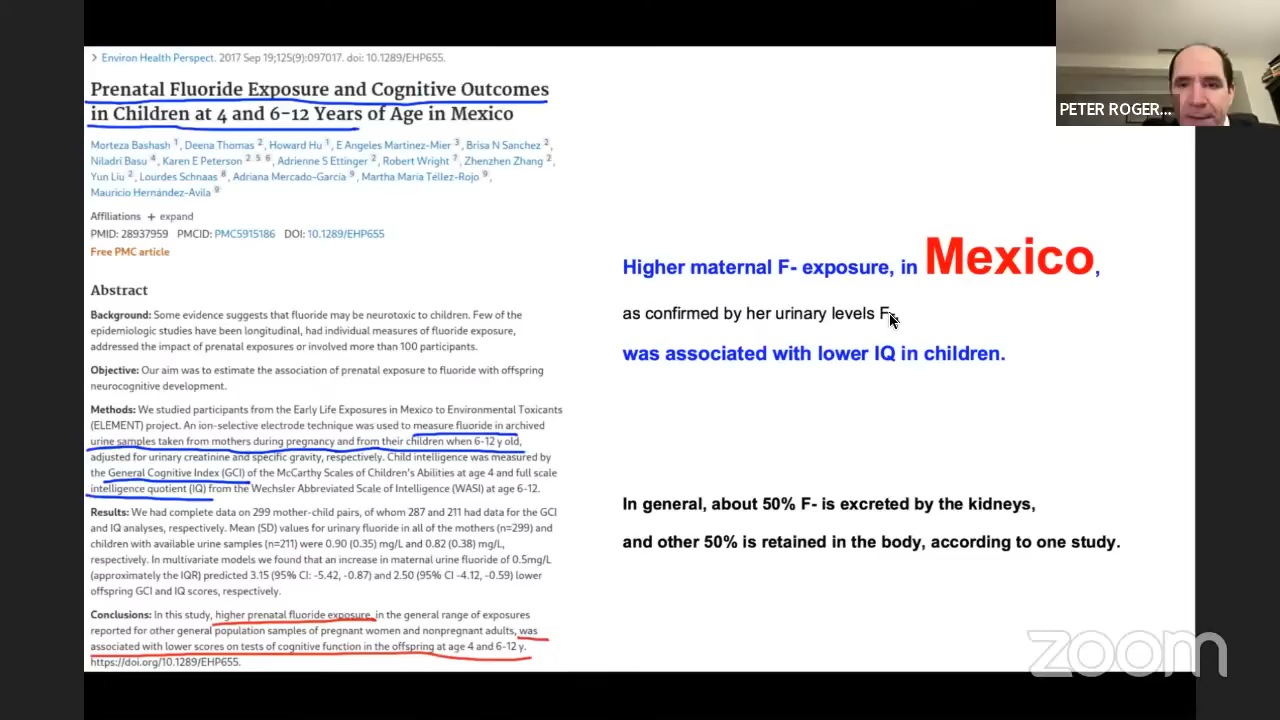 > Environ Health Perspect. 2017 Sep 19;125(9):097017. doi: 10.1289/EHP655.
Prenatal Fluoride Exposure and Cognitive Outcomes
in Children at 4 and 6-12 Years of Age in Mexico
Morteza Bashash 1, Deena Thomas 2, Howard Hu 1, E Angeles Martinez-Mier 3, Brisa N Sanchez 2,
Niladri Basu 4, Karen E Peterson 2 5 6, Adrienne S Ettinger 2, Robert Wright 7, Zhenzhen Zhang 2,
Yun Liu 2, Lourdes Schnaas 8, Adriana Mercado-García 9, Martha María Téllez-Rojo 9,
Mauricio Hernández-Avila 9
Affiliations + expand
PMID: 28937959 PMCID: PMC5915186 DOI: 10.1289/EHP655
Free PMC article
Abstract
Background: Some evidence suggests that fluoride may be neurotoxic to children. Few of the
epidemiologic studies have been longitudinal, had individual measures of fluoride exposure,
addressed the impact of prenatal exposures or involved more than 100 participants.
Objective: Our aim was to estimate the association of prenatal exposure to fluoride with offspring
neurocognitive development.
Methods: We studied participants from the Early Life Exposures in Mexico to Environmental Toxicants
(ELEMENT) project. An ion-selective electrode technique was used to measure fluoride in archived
urine samples taken from mothers during pregnancy and from their children when 6-12 y old,
adjusted for urinary creatinine and specific gravity, respectively. Child intelligence was measured by
the General Cognitive Index (GCI) of the McCarthy Scales of Children's Abilities at age 4 and full scale
intelligence quotient (IQ) from the Wechsler Abbreviated Scale of Intelligence (WASI) at age 6-12.
Results: We had complete data on 299 mother-child pairs, of whom 287 and 211 had data for the GCI
and IQ analyses, respectively. Mean (SD) values for urinary fluoride in all of the mothers (n=299) and
children with available urine samples (n=211) were 0.90 (0.35) mg/L and 0.82 (0.38) mg/L,
respectively. In multivariate models we found that an increase in maternal urine fluoride of 0.5mg/L
(approximately the IQR) predicted 3.15 (95% CI: -5.42, -0.87) and 2.50 (95% CI -4.12, -0.59) lower
offspring GCI and IQ scores, respectively.
Conclusions: In this study, higher prenatal fluoride exposure, in the general range of exposures
reported for other general population samples of pregnant women and nonpregnant adults, was
associated with lower scores on tests of cognitive function in the offspring at age 4 and 6-12 y.
https://doi.org/10.1289/EHP655.
PETER ROGER...
Higher maternal F- exposure, in Mexico,
as confirmed by her urinary levels F
was associated with lower IQ in children.
In general, about 50% F- is excreted by the kidneys,
and other 50% is retained in the body, according to one study.
zoom